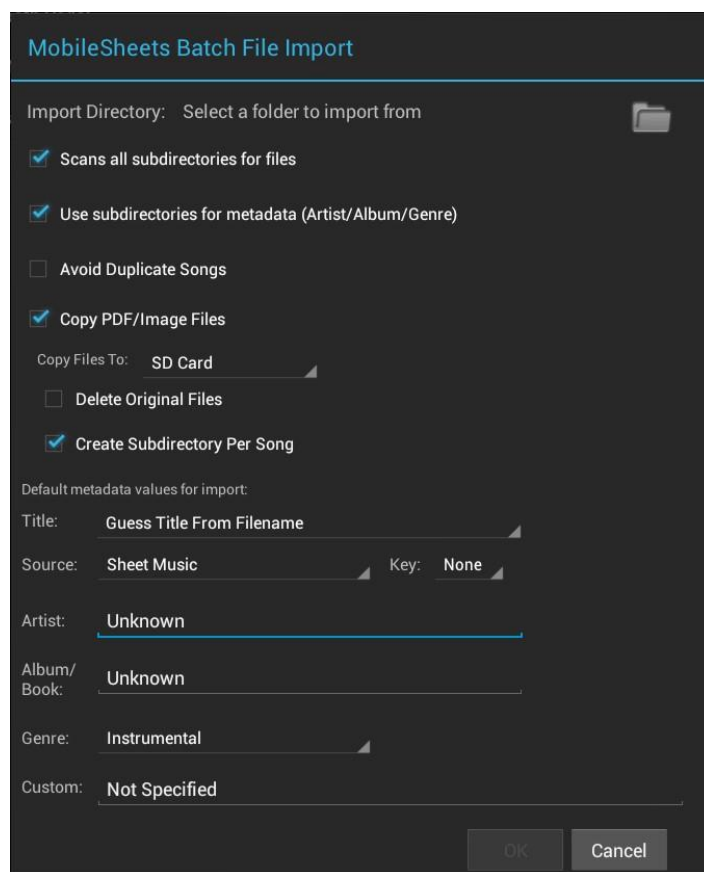 MobileSheets Batch File Import
Import Directory: Select a folder to import from
Scans all subdirectories for files
Use subdirectories for metadata (Artist/Album/Genre)
Avoid Duplicate Songs
Copy PDF/Image Files
Copy Files To: SD Card
Delete Original Files
Create Subdirectory Per Song
Default metadata values for import:
Title: Guess Title From Filename
Source: Sheet Music Key: None
Artist: Unknown
Album/
Book: Unknown
Genre: Instrumental
Custom: Not Specified
OK Cancel